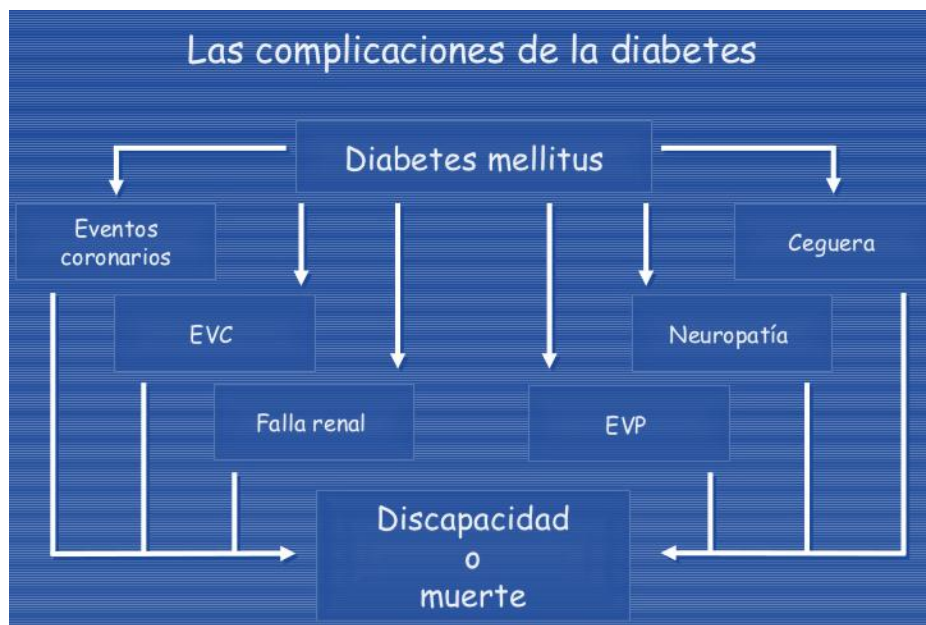 Las complicaciones de la diabetes
Diabetes mellitus
Eventos
coronarios
Ceguera
EVC
Neuropatía
Falla renal
EVP
Discapacidad
o
muerte